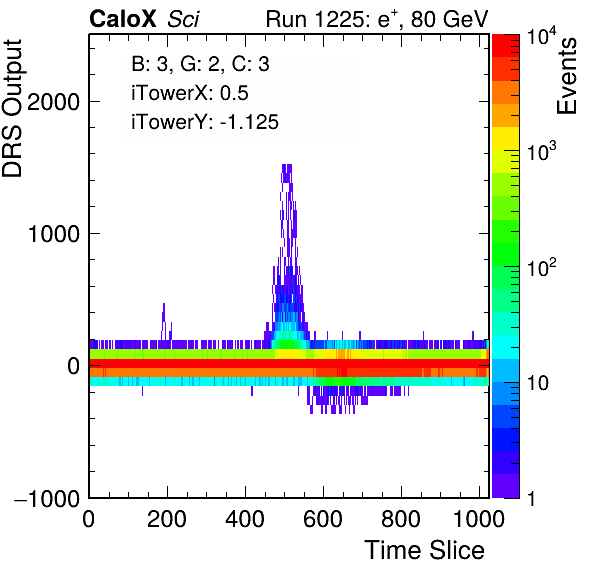 CaloX Sci
Run 1225: e+, 80 GeV
B: 3, G: 2, C: 3
iTowerX: 0.5
iTowerY: -1.125
DRS Output
2000
1000
0
−1000
0
200
400
600
800
1000
Time Slice
Events
10^4
10^3
10^2
10
1